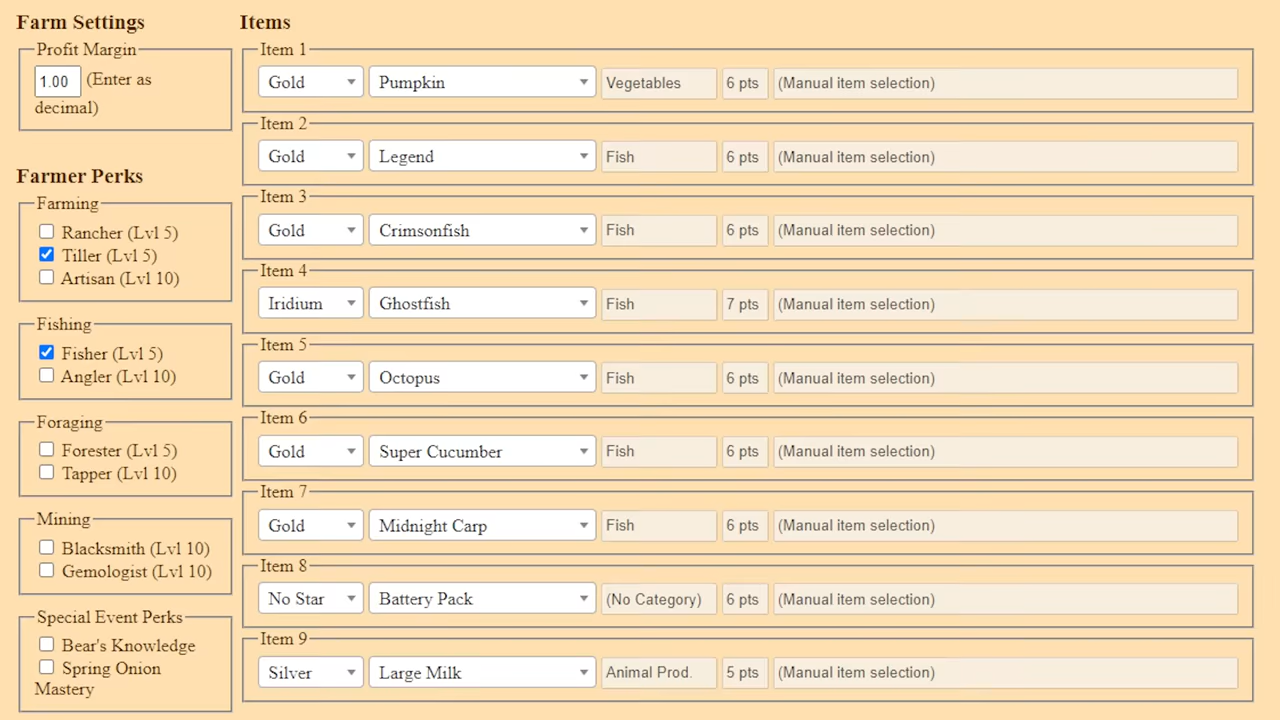 Farm Settings
Profit Margin
1.00 (Enter as
decimal)
Farmer Perks
Farming
Rancher (Lvl 5)
Tiller (Lvl 5)
Artisan (Lvl 10)
Fishing
Fisher (Lvl 5)
Angler (Lvl 10)
Foraging
Forester (Lvl 5)
Tapper (Lvl 10)
Mining
Blacksmith (Lvl 10)
Gemologist (Lvl 10)
Special Event Perks
Bear's Knowledge
Spring Onion
Mastery
Items
Item 1
Gold Pumpkin Vegetables 6 pts (Manual item selection)
Item 2
Gold Legend Fish 6 pts (Manual item selection)
Item 3
Gold Crimsonfish Fish 6 pts (Manual item selection)
Item 4
Iridium Ghostfish Fish 7 pts (Manual item selection)
Item 5
Gold Octopus Fish 6 pts (Manual item selection)
Item 6
Gold Super Cucumber Fish 6 pts (Manual item selection)
Item 7
Gold Midnight Carp Fish 6 pts (Manual item selection)
Item 8
No Star Battery Pack (No Category) 6 pts (Manual item selection)
Item 9
Silver Large Milk Animal Prod. 5 pts (Manual item selection)